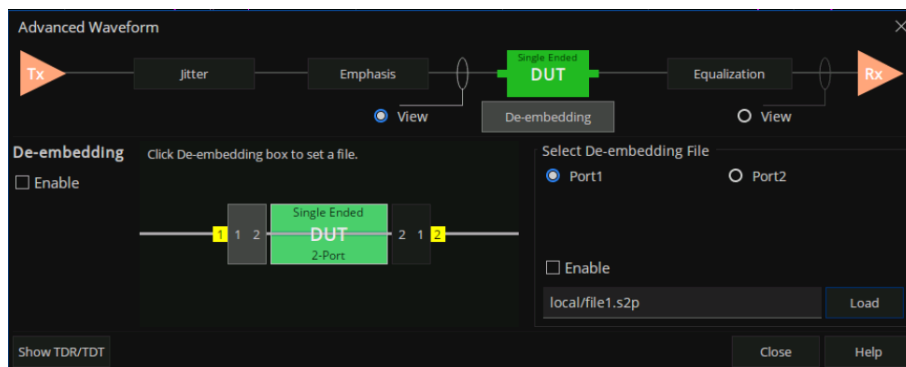 Advanced Waveform
Tx
Jitter
Emphasis
Single Ended
DUT
Equalization
Rx
View
De-embedding
View
De-embedding
Enable
Click De-embedding box to set a file.
1 1 2
Single Ended
DUT
2-Port
2 1 2
Select De-embedding File
Port1
Port2
Enable
local/file1.s2p
Load
Show TDR/TDT
Close
Help